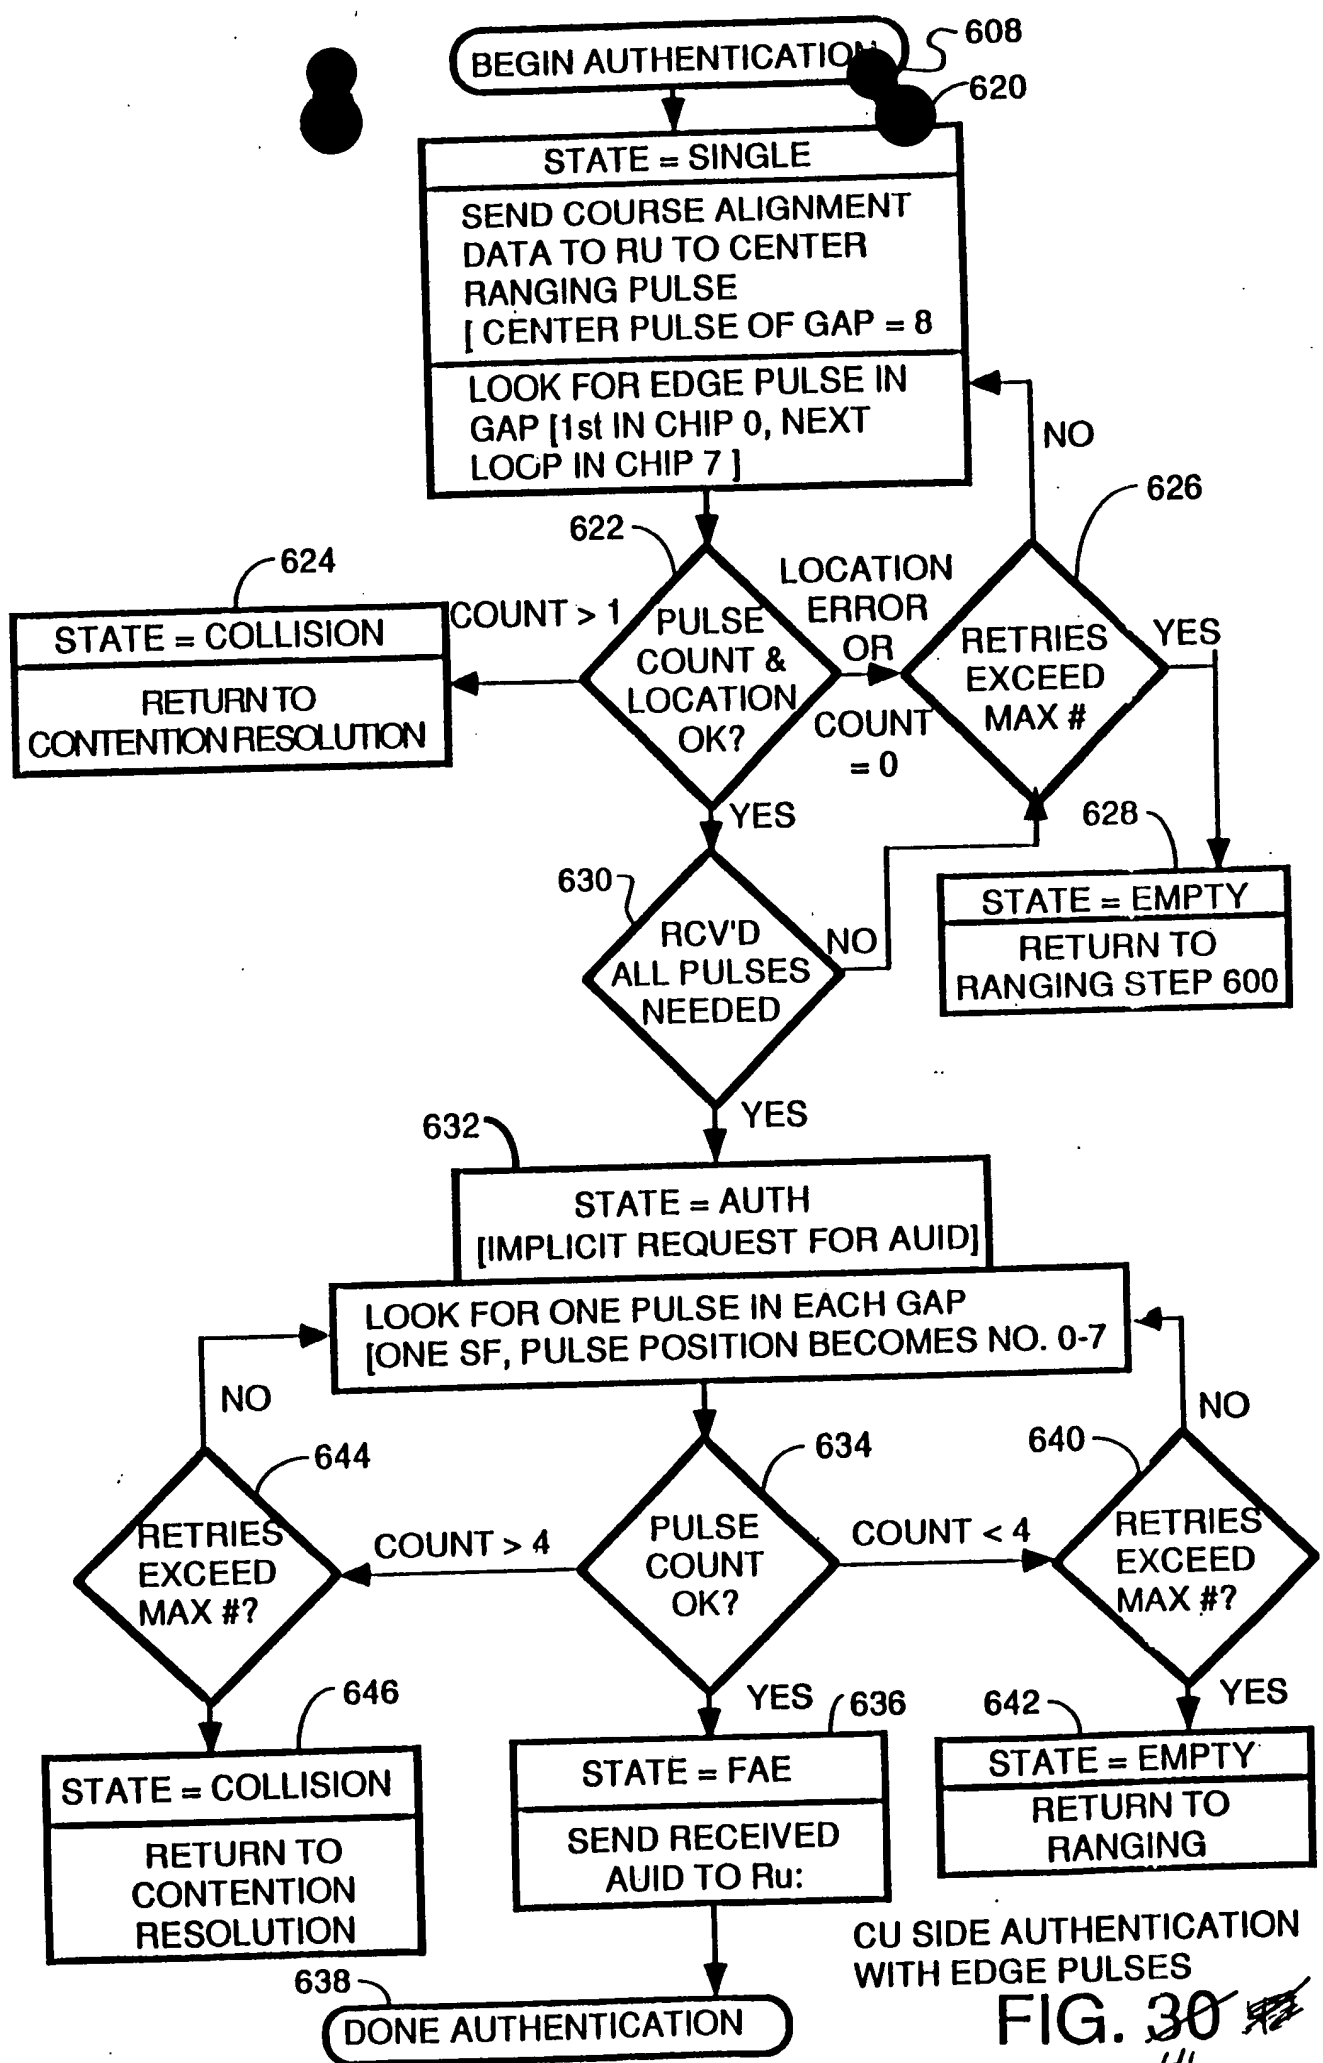 BEGIN AUTHENTICATION
608
620
STATE = SINGLE
SEND COURSE ALIGNMENT
DATA TO RU TO CENTER
RANGING PULSE
[ CENTER PULSE OF GAP = 8
LOOK FOR EDGE PULSE IN
GAP [1st IN CHIP 0, NEXT
LOOP IN CHIP 7 ]
NO
626
622
624
COUNT > 1
LOCATION
ERROR
OR
COUNT
= 0
PULSE
COUNT &
LOCATION
OK?
RETRIES
EXCEED
MAX #
YES
STATE = COLLISION
RETURN TO
CONTENTION RESOLUTION
YES
628
630
RCV'D
ALL PULSES
NEEDED
NO
STATE = EMPTY
RETURN TO
RANGING STEP 600
YES
632
STATE = AUTH
[IMPLICIT REQUEST FOR AUID]
LOOK FOR ONE PULSE IN EACH GAP
[ONE SF, PULSE POSITION BECOMES NO. 0-7
NO
NO
644
634
640
RETRIES
EXCEED
MAX #?
COUNT > 4
PULSE
COUNT
OK?
COUNT < 4
RETRIES
EXCEED
MAX #?
646
YES
636
642
YES
STATE = COLLISION
RETURN TO
CONTENTION
RESOLUTION
STATE = FAE
SEND RECEIVED
AUID TO Ru:
STATE = EMPTY
RETURN TO
RANGING
638
DONE AUTHENTICATION
CU SIDE AUTHENTICATION
WITH EDGE PULSES
FIG. 30